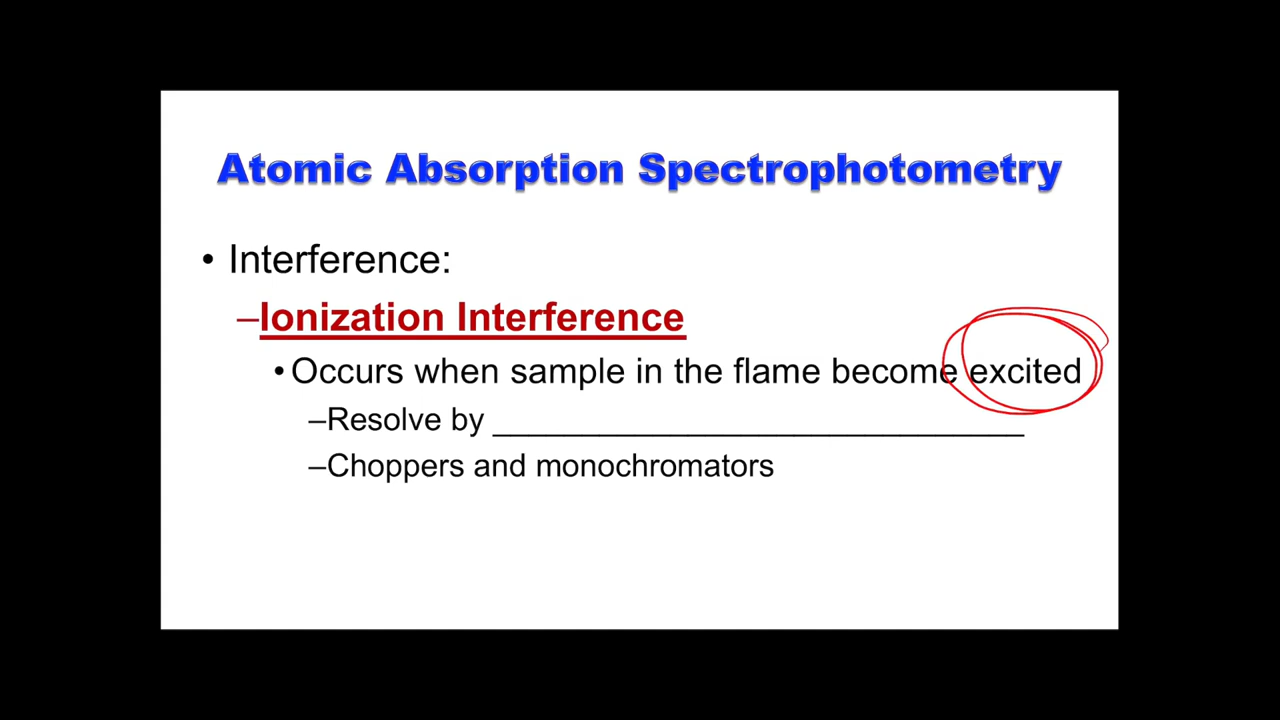 Atomic Absorption Spectrophotometry
• Interference:
–Ionization Interference
• Occurs when sample in the flame become excited
–Resolve by ______________________________
–Choppers and monochromators